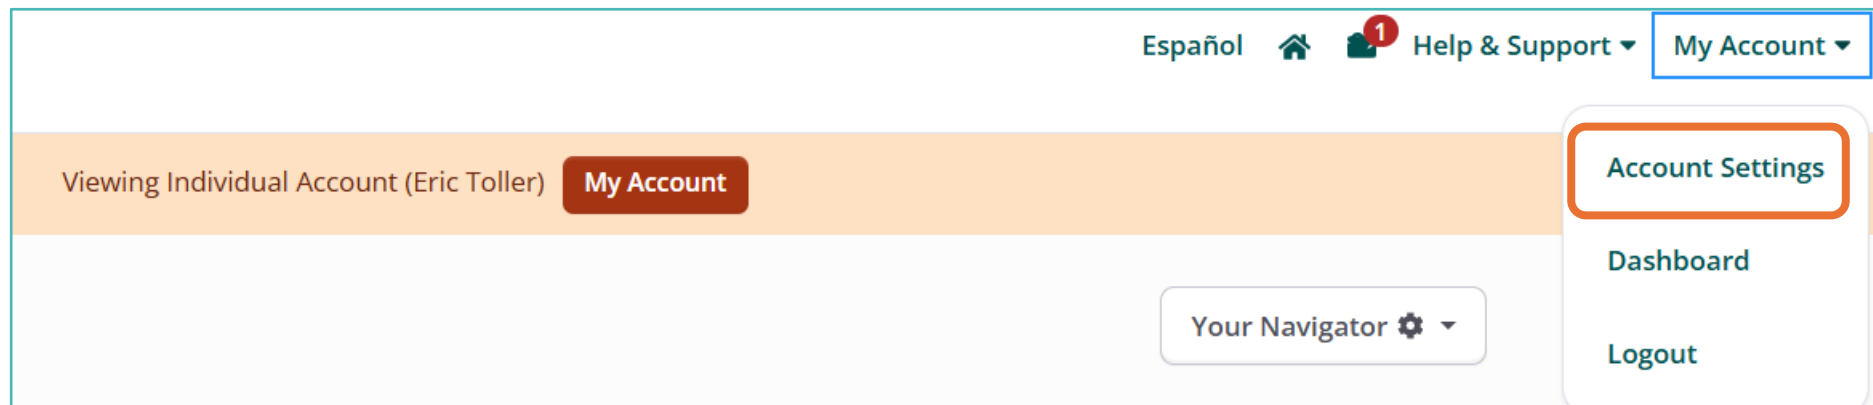 Español 1 Help & Support My Account
Viewing Individual Account (Eric Toller) My Account
Account Settings
Dashboard
Your Navigator
Logout